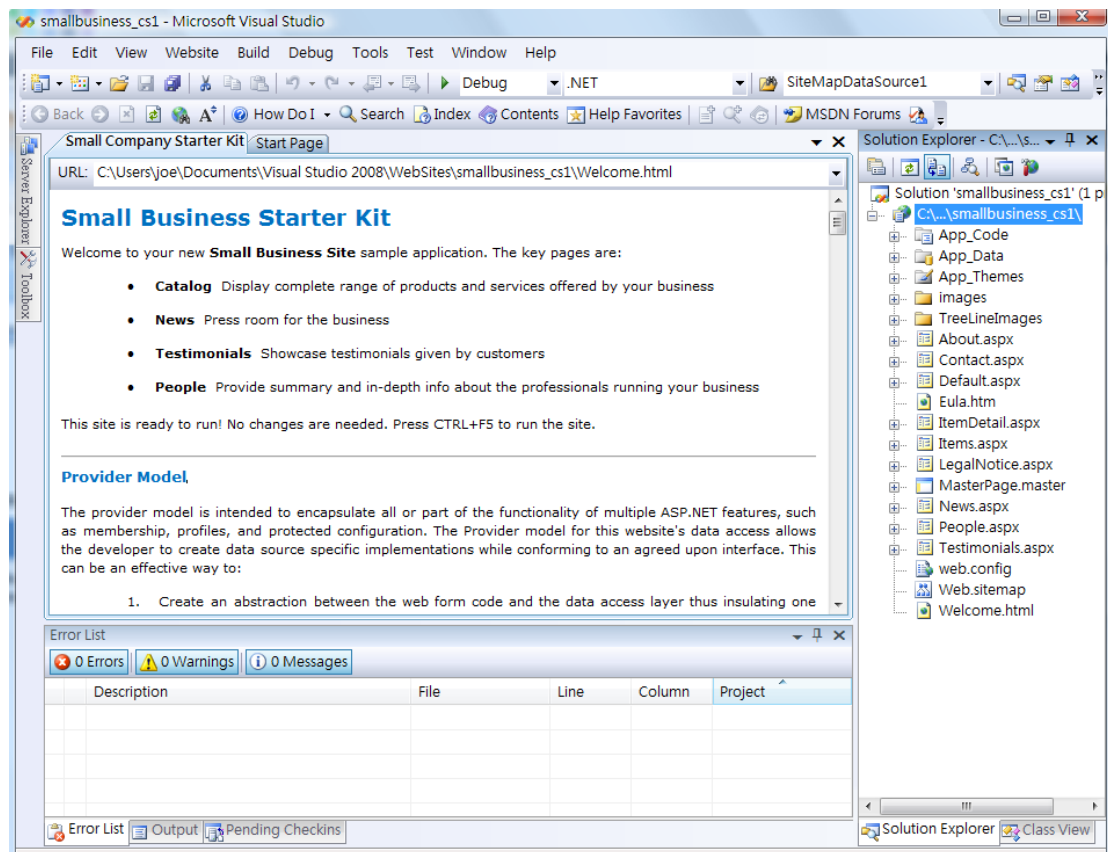 smallbusiness_cs1 - Microsoft Visual Studio
File Edit View Website Build Debug Tools Test Window Help
Debug .NET SiteMapDataSource1
Back How Do I Search Index Contents Help Favorites MSDN Forums
Server Explorer
Toolbox
Small Company Starter Kit Start Page
URL: C:\Users\joe\Documents\Visual Studio 2008\WebSites\smallbusiness_cs1\Welcome.html
Small Business Starter Kit
Welcome to your new Small Business Site sample application. The key pages are:
• Catalog Display complete range of products and services offered by your business
• News Press room for the business
• Testimonials Showcase testimonials given by customers
• People Provide summary and in-depth info about the professionals running your business
This site is ready to run! No changes are needed. Press CTRL+F5 to run the site.
Provider Model,
The provider model is intended to encapsulate all or part of the functionality of multiple ASP.NET features, such
as membership, profiles, and protected configuration. The Provider model for this website's data access allows
the developer to create data source specific implementations while conforming to an agreed upon interface. This
can be an effective way to:
1. Create an abstraction between the web form code and the data access layer thus insulating one
Error List
0 Errors 0 Warnings 0 Messages
Description File Line Column Project
Error List Output Pending Checkins
Solution Explorer - C:\...\s...
Solution 'smallbusiness_cs1' (1 p
C:\...\smallbusiness_cs1\
App_Code
App_Data
App_Themes
images
TreeLineImages
About.aspx
Contact.aspx
Default.aspx
Eula.htm
ItemDetail.aspx
Items.aspx
LegalNotice.aspx
MasterPage.master
News.aspx
People.aspx
Testimonials.aspx
web.config
Web.sitemap
Welcome.html
Solution Explorer Class View